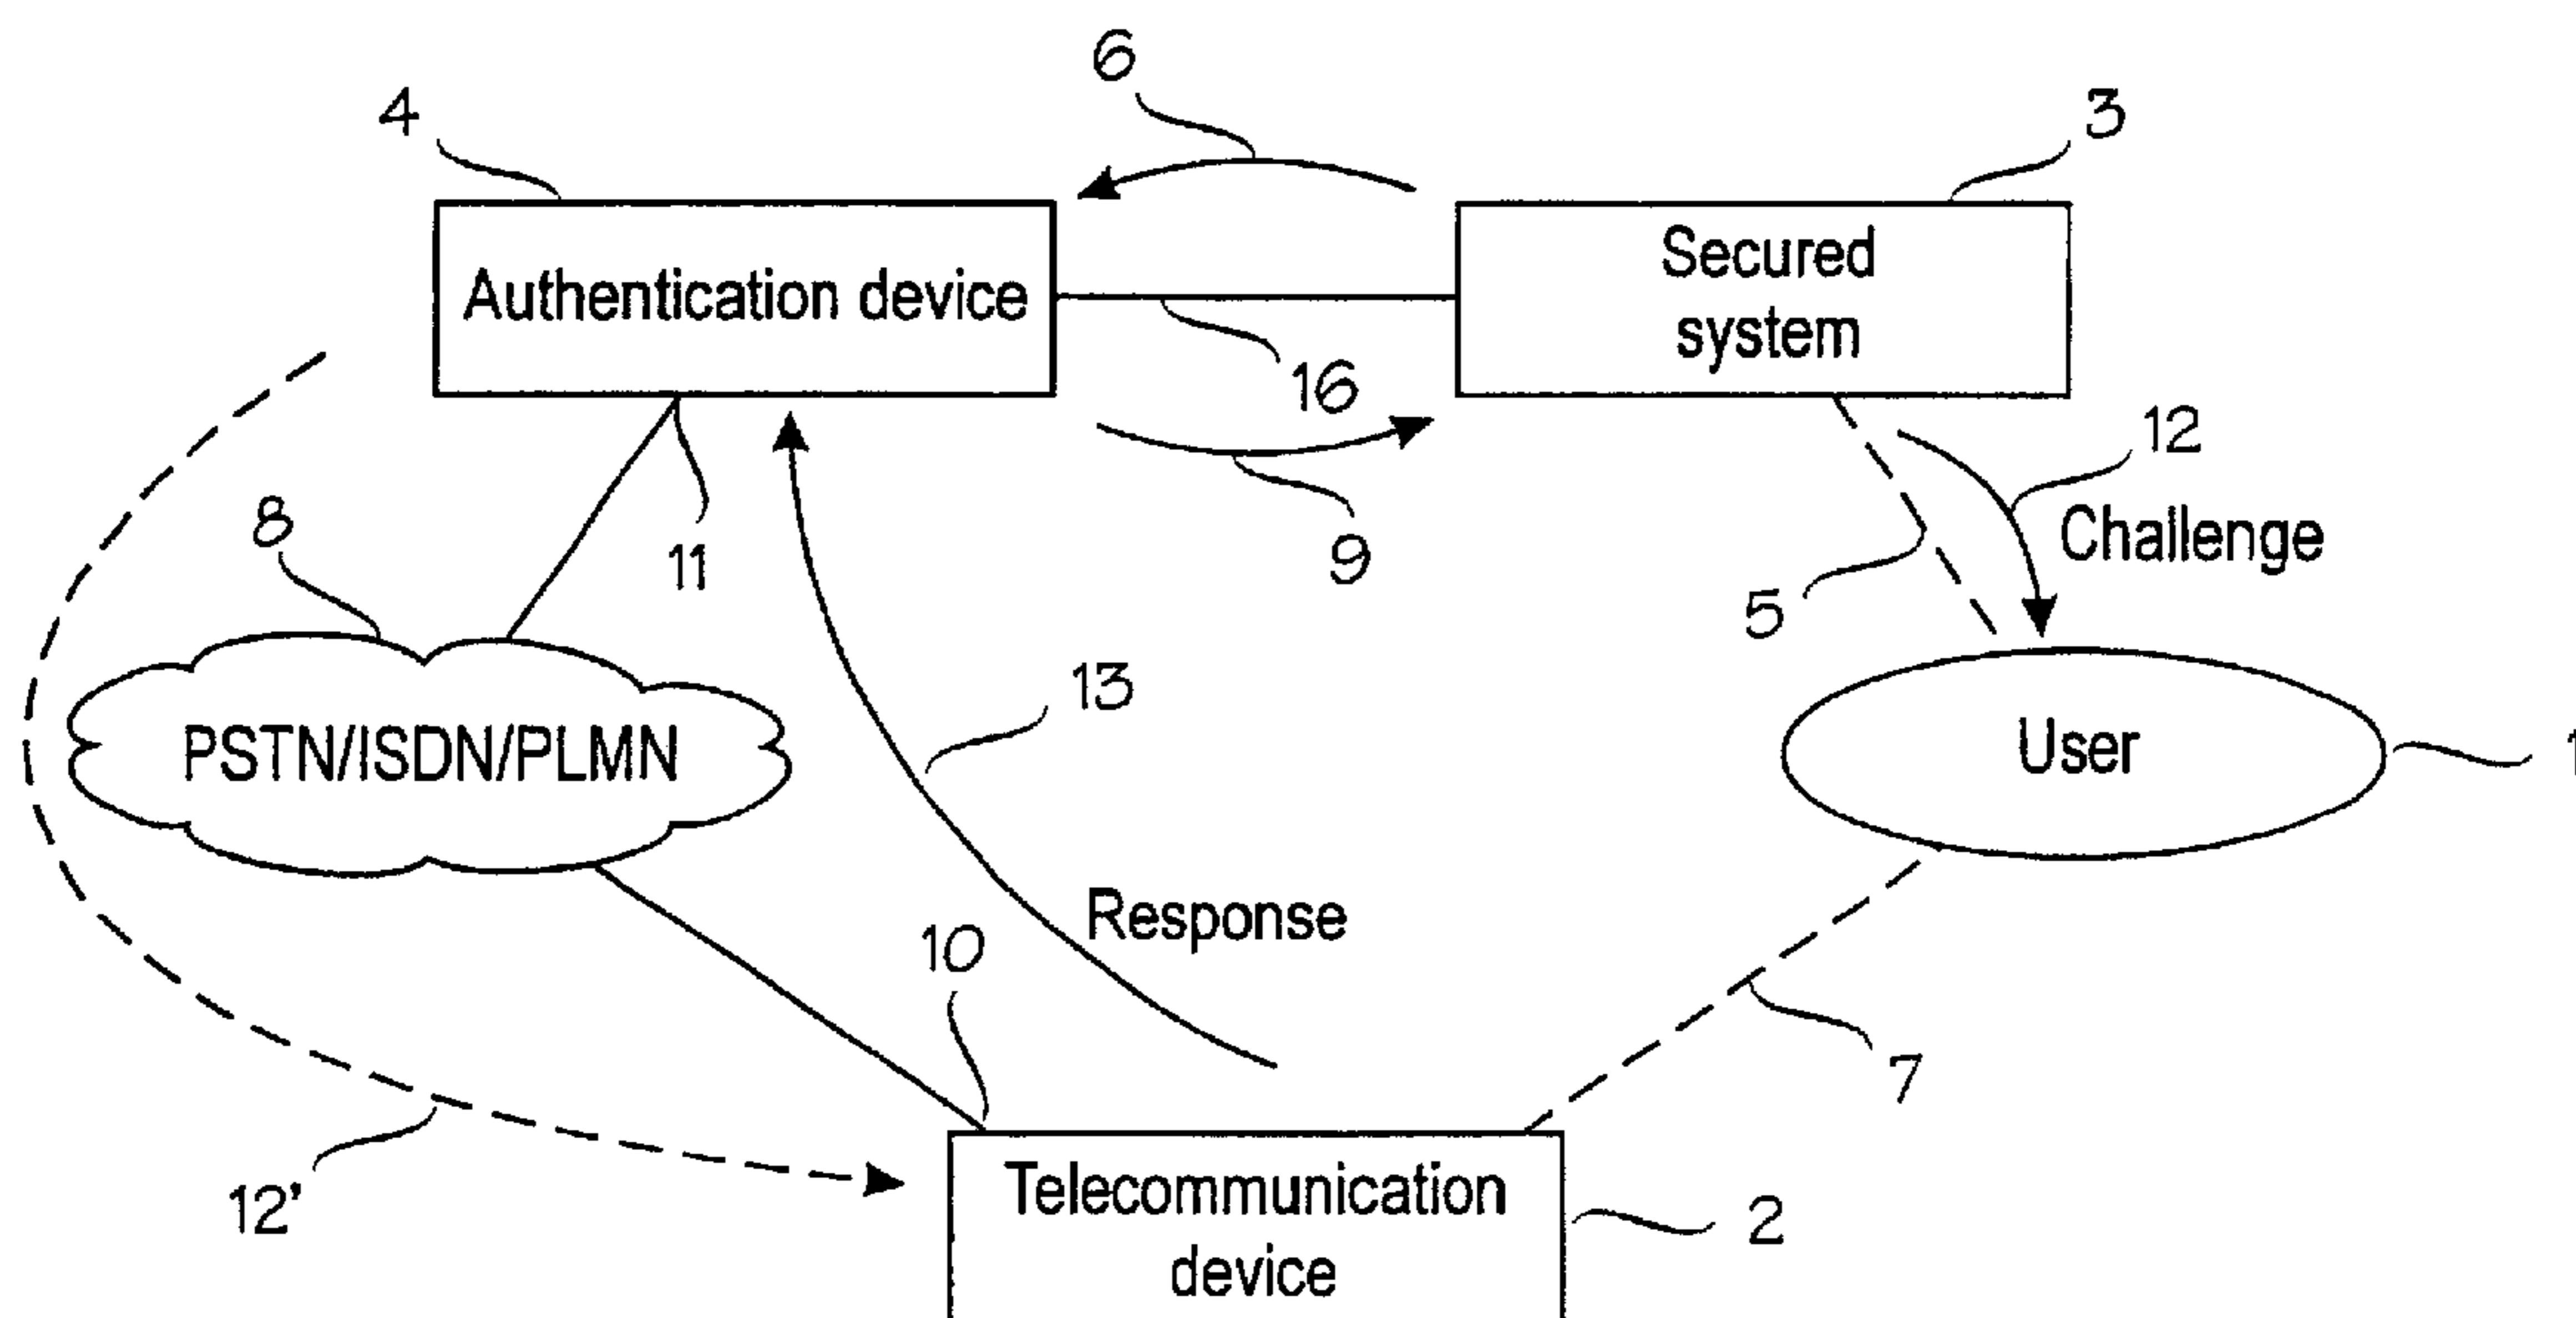 6
4
3
Authentication device
Secured
system
16
12
Challenge
8
11
9
5
13
PSTN/ISDN/PLMN
User
1
Response
10
7
12'
Telecommunication
device
2